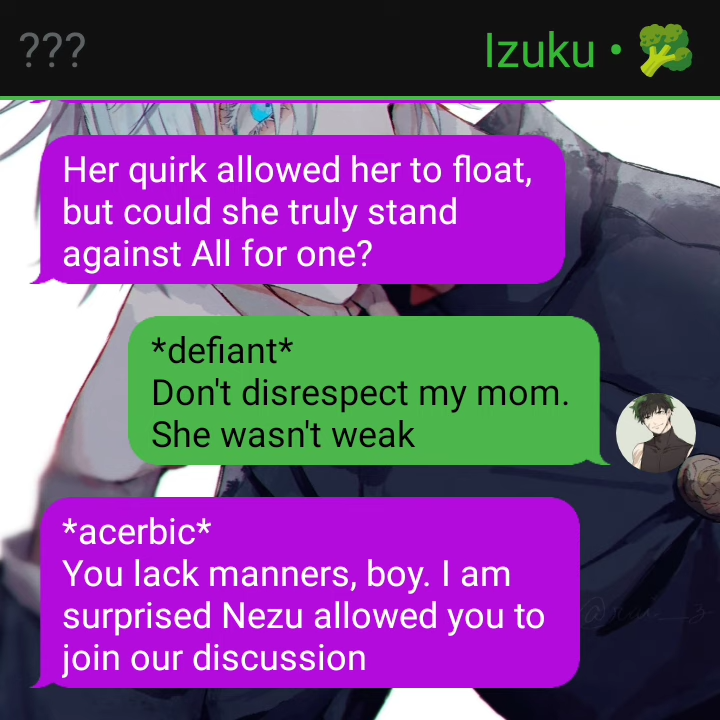 ???
Izuku • 🥦
Her quirk allowed her to float,
but could she truly stand
against All for one?
*defiant*
Don't disrespect my mom.
She wasn't weak
*acerbic*
You lack manners, boy. I am
surprised Nezu allowed you to
join our discussion